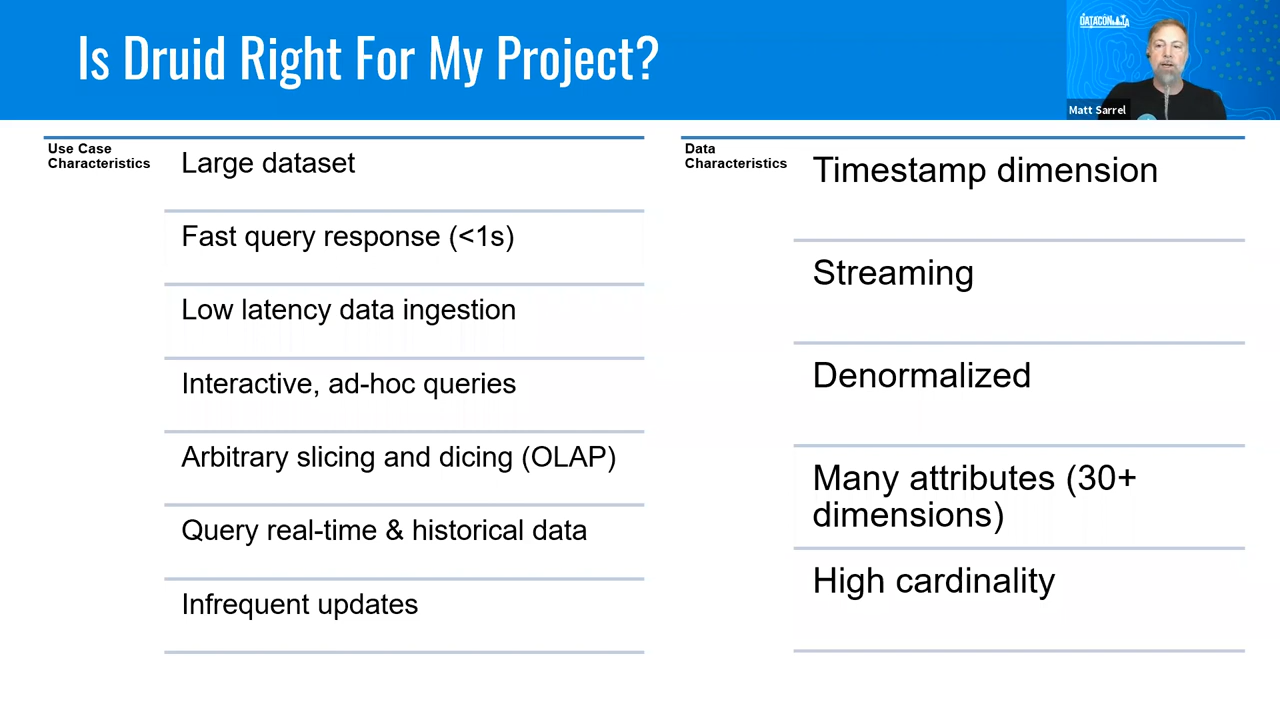 Is Druid Right For My Project?
DATACON LA
Matt Sarrel
Use Case
Characteristics
Large dataset
Fast query response (<1s)
Low latency data ingestion
Interactive, ad-hoc queries
Arbitrary slicing and dicing (OLAP)
Query real-time & historical data
Infrequent updates
Data
Characteristics
Timestamp dimension
Streaming
Denormalized
Many attributes (30+
dimensions)
High cardinality